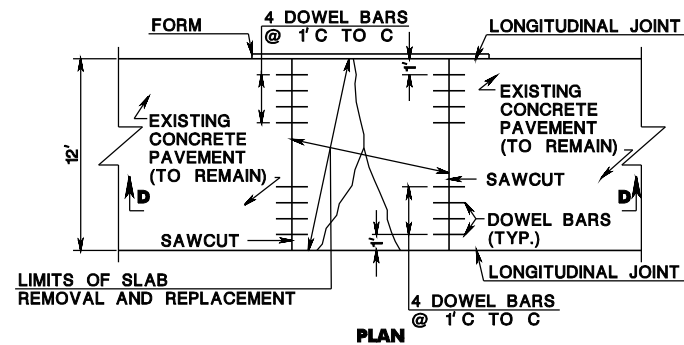 4 DOWEL BARS
@ 1' C TO C
FORM
LONGITUDINAL JOINT
1'
EXISTING
CONCRETE
PAVEMENT
(TO REMAIN)
EXISTING
CONCRETE
PAVEMENT
(TO REMAIN)
12'
D
D
SAWCUT
SAWCUT
DOWEL BARS
(TYP.)
1'
LONGITUDINAL JOINT
LIMITS OF SLAB
REMOVAL AND REPLACEMENT
4 DOWEL BARS
@ 1' C TO C
PLAN